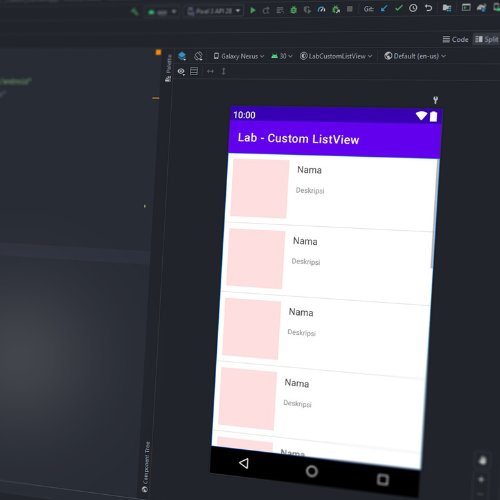 app
Pixel 3 API 28
Git:
Code
Split
Palette
Galaxy Nexus
30
LabCustomListView
Default (en-us)
10:00
Lab - Custom ListView
Nama
Deskripsi
Nama
Deskripsi
Nama
Deskripsi
Nama
Deskripsi
Nama
Component Tree